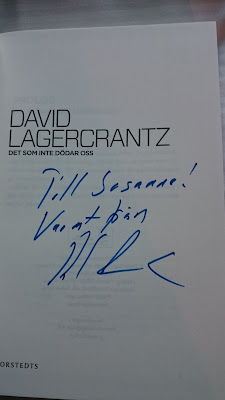 DAVID
LAGERCRANTZ
DET SOM INTE DÖDAR OSS
Till Susanne!
Varmt från
ORSTEDTS